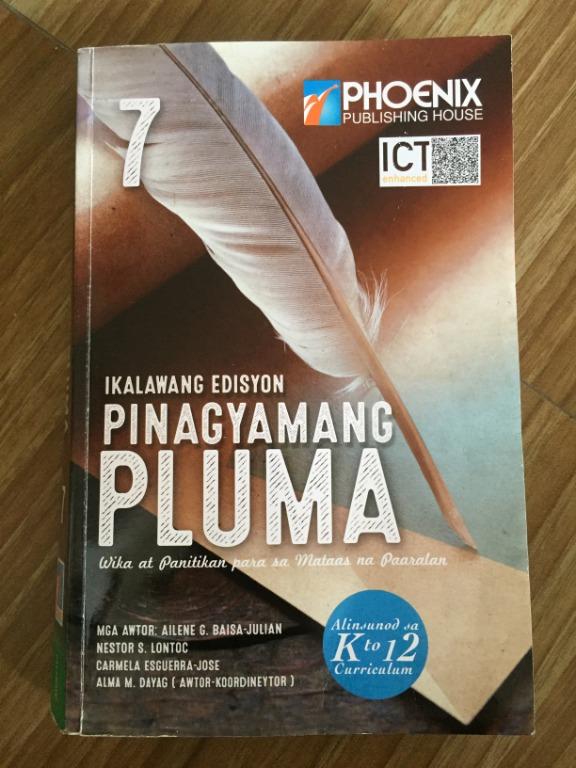 7
PHOENIX
PUBLISHING HOUSE
ICT
enhanced
IKALAWANG EDISYON
PINAGYAMANG
PLUMA
Wika at Panitikan para sa Mataas na Paaralan
MGA AWTOR: AILENE G. BAISA-JULIAN
NESTOR S. LONTOC
CARMELA ESGUERRA-JOSE
ALMA M. DAYAG ( AWTOR-KOORDINEYTOR )
Alinsunod sa
K to 12
Curriculum